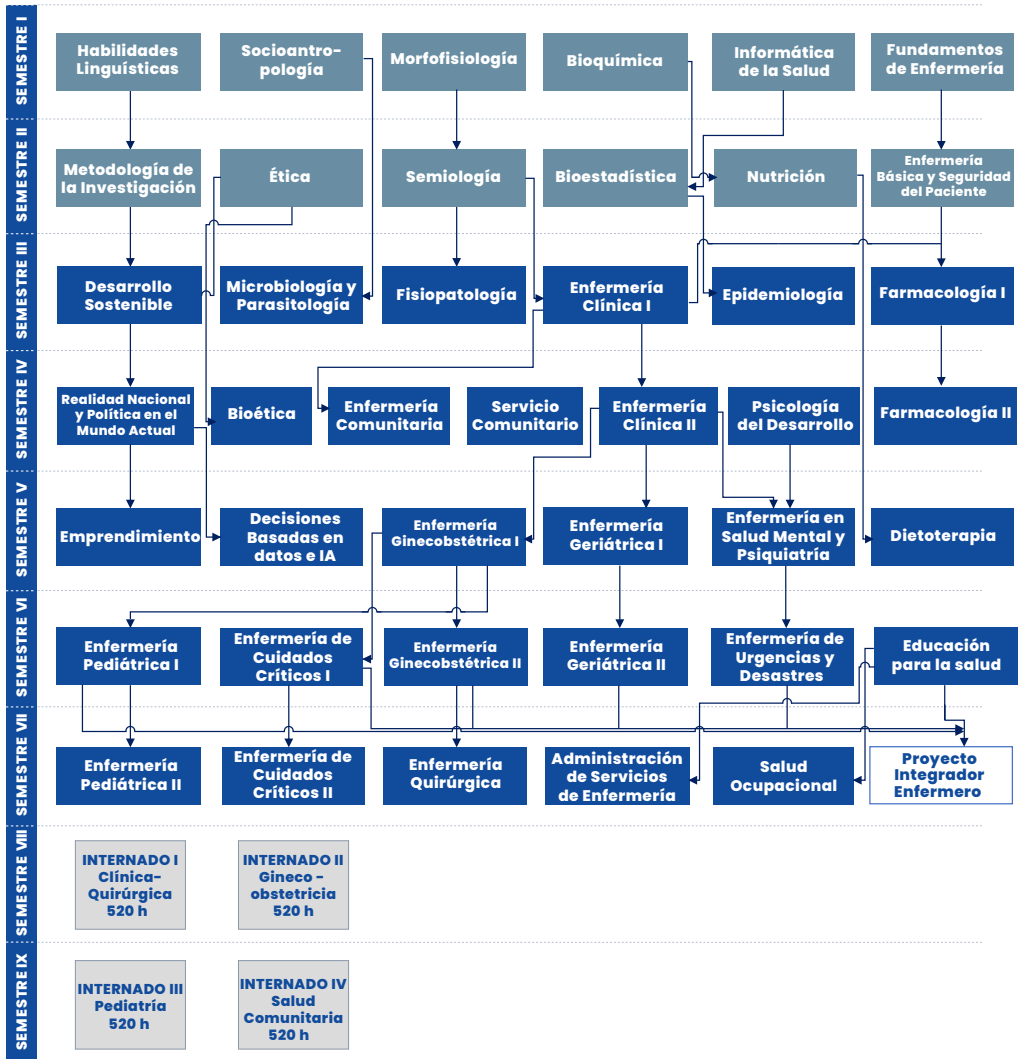 SEMESTRE I
Habilidades
Linguísticas
Socioantro-
pología
Morfofisiología
Bioquímica
Informática
de la Salud
Fundamentos
de Enfermería
SEMESTRE II
Metodología de
la Investigación
Ética
Semiología
Bioestadística
Nutrición
Enfermería
Básica y Seguridad
del Paciente
SEMESTRE III
Desarrollo
Sostenible
Microbiología y
Parasitología
Fisiopatología
Enfermería
Clínica I
Epidemiología
Farmacología I
SEMESTRE IV
Realidad Nacional
y Política en el
Mundo Actual
Bioética
Enfermería
Comunitaria
Servicio
Comunitario
Enfermería
Clínica II
Psicología
del Desarrollo
Farmacología II
SEMESTRE V
Emprendimiento
Decisiones
Basadas en
datos e IA
Enfermería
Ginecobstétrica I
Enfermería
Geriátrica I
Enfermería en
Salud Mental y
Psiquiatría
Dietoterapia
SEMESTRE VI
Enfermería
Pediátrica I
Enfermería de
Cuidados
Críticos I
Enfermería
Ginecobstétrica II
Enfermería
Geriátrica II
Enfermería de
Urgencias y
Desastres
Educación
para la salud
SEMESTRE VII
Enfermería
Pediátrica II
Enfermería de
Cuidados
Críticos II
Enfermería
Quirúrgica
Administración
de Servicios
de Enfermería
Salud
Ocupacional
Proyecto
Integrador
Enfermero
SEMESTRE VIII
INTERNADO I
Clínica-
Quirúrgica
520 h
INTERNADO II
Gineco -
obstetricia
520 h
SEMESTRE IX
INTERNADO III
Pediatría
520 h
INTERNADO IV
Salud
Comunitaria
520 h